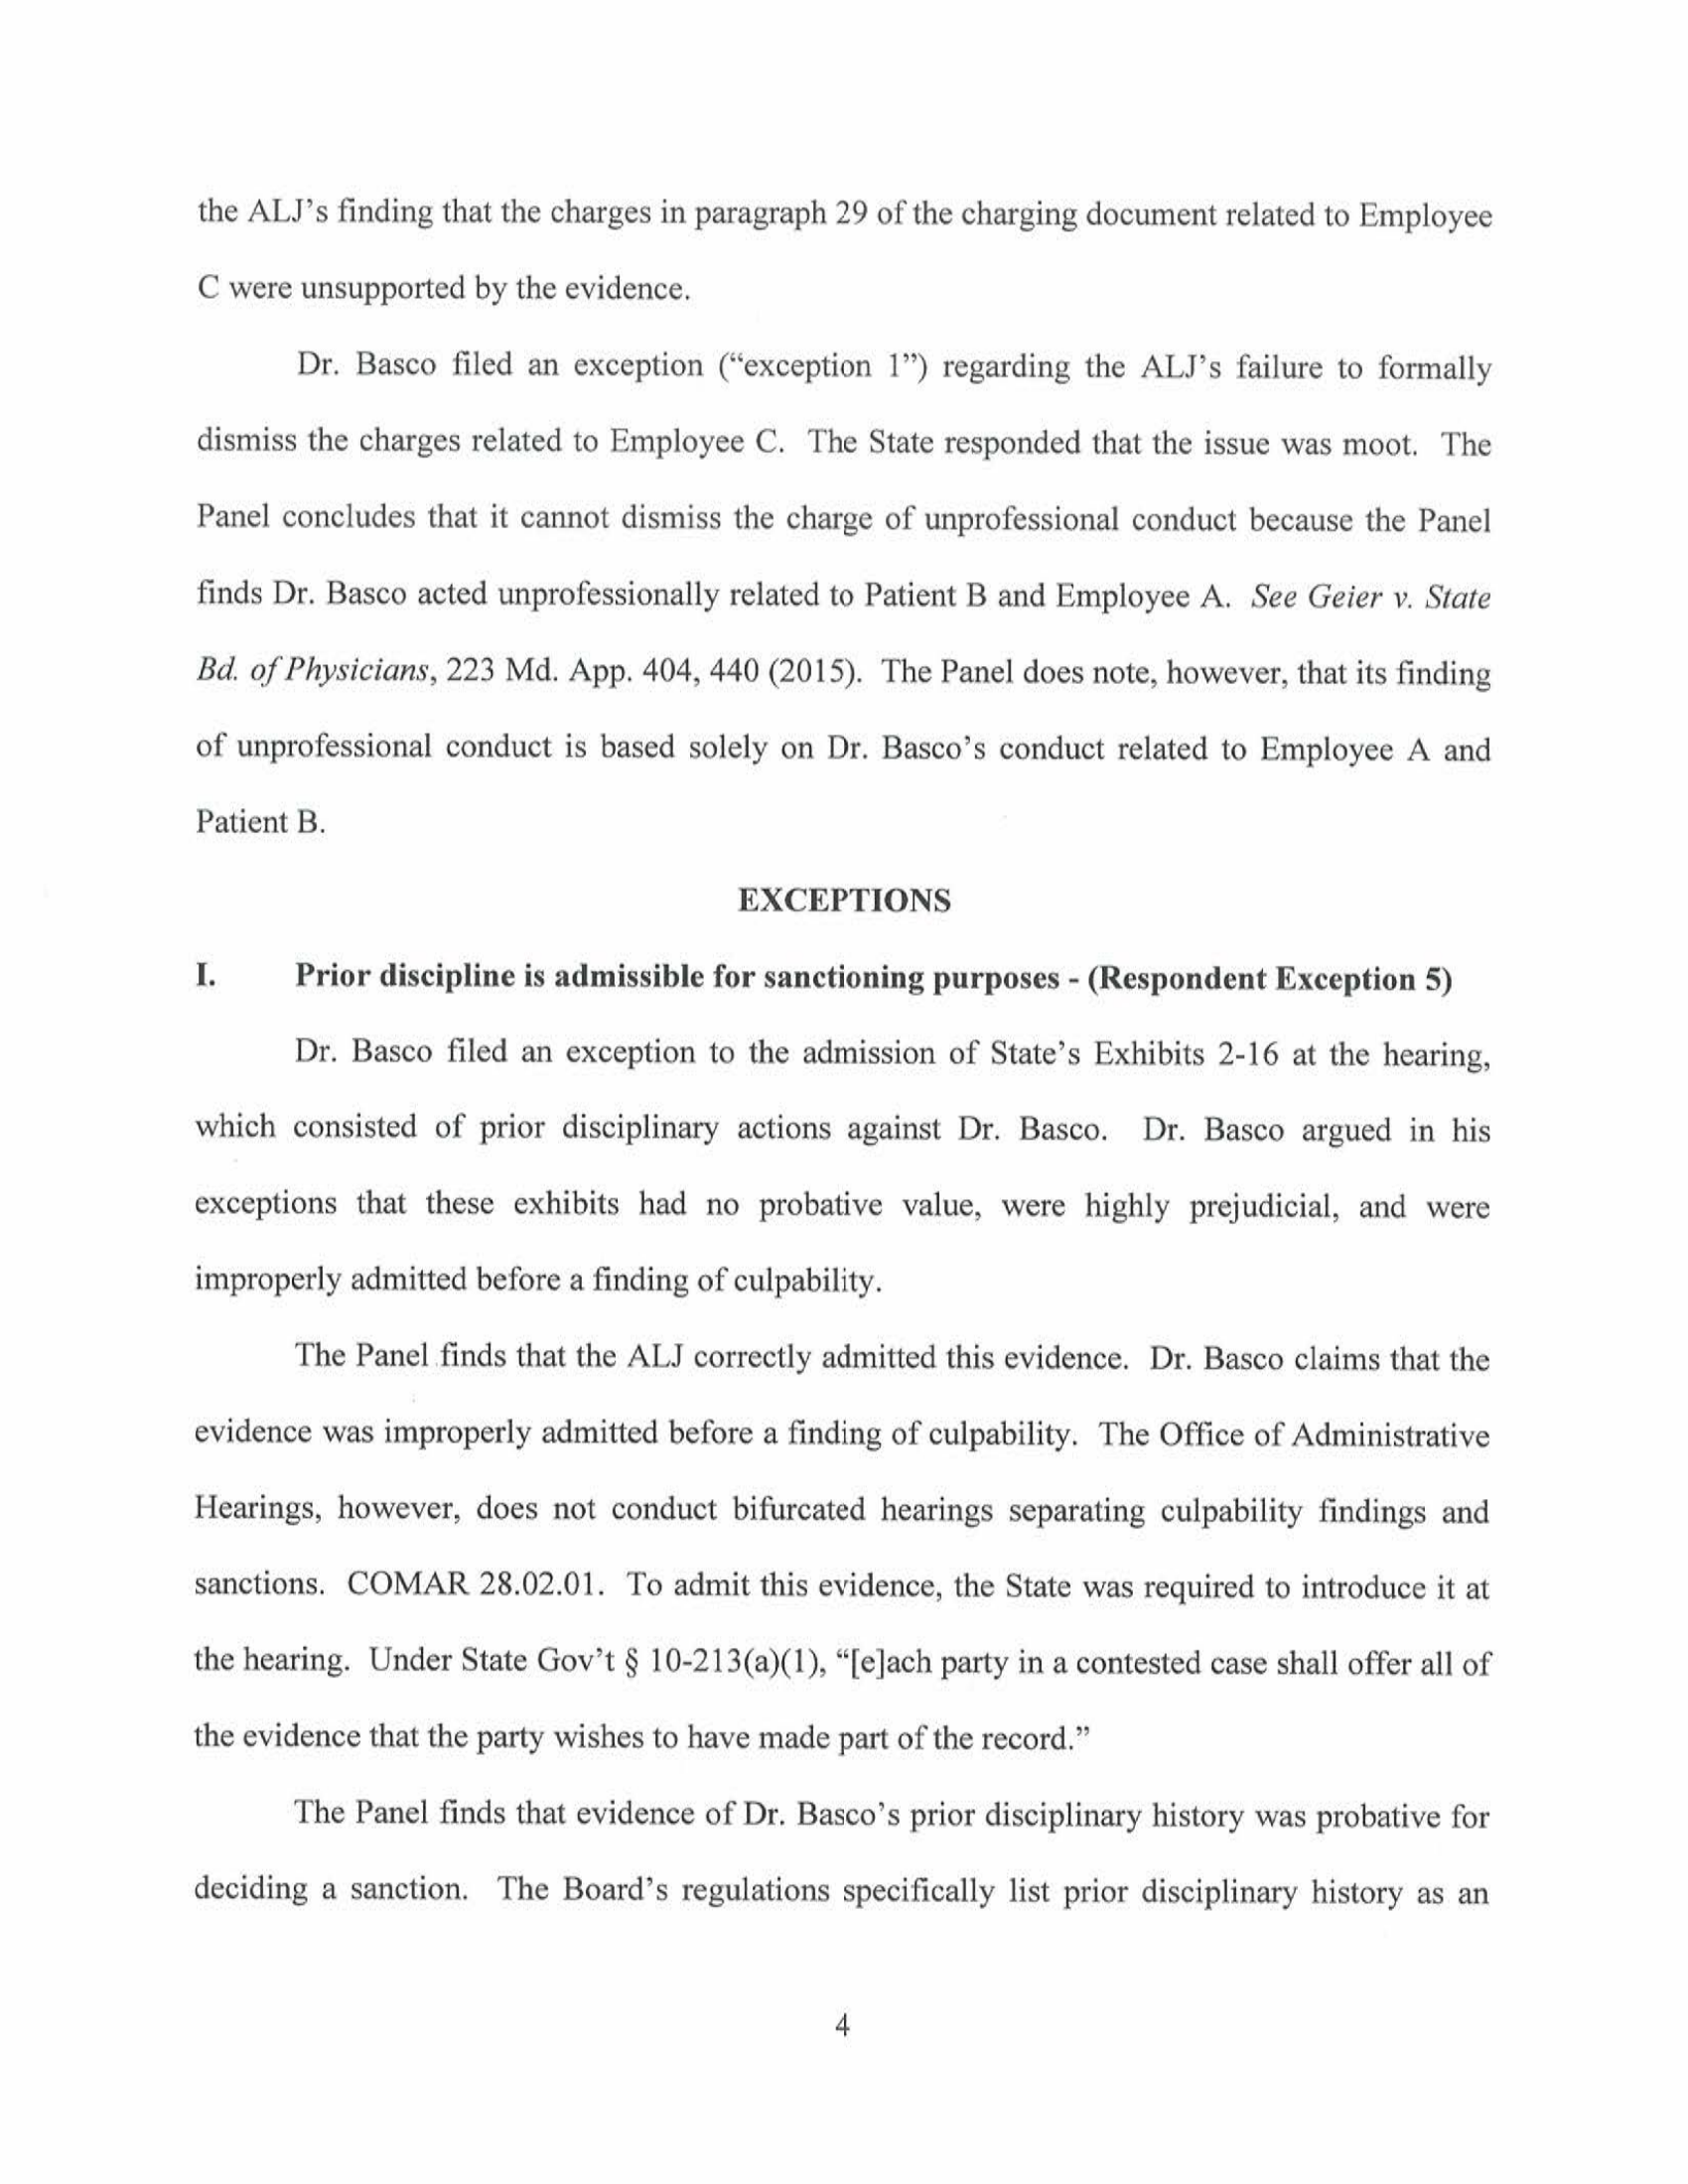 the ALJ’s finding that the charges in paragraph 29 of the charging document related to Employee
C were unsupported by the evidence.
Dr. Basco filed an exception (“exception 1”) regarding the ALJ’s failure to formally
dismiss the charges related to Employee C. The State responded that the issue was moot. The
Panel concludes that it cannot dismiss the charge of unprofessional conduct because the Panel
finds Dr. Basco acted unprofessionally related to Patient B and Employee A. See Geier v. State
Bd. of Physicians, 223 Md. App. 404, 440 (2015). The Panel does note, however, that its finding
of unprofessional conduct is based solely on Dr. Basco’s conduct related to Employee A and
Patient B.
EXCEPTIONS
I. Prior discipline is admissible for sanctioning purposes - (Respondent Exception 5)
Dr. Basco filed an exception to the admission of State’s Exhibits 2-16 at the hearing,
which consisted of prior disciplinary actions against Dr. Basco. Dr. Basco argued in his
exceptions that these exhibits had no probative value, were highly prejudicial, and were
improperly admitted before a finding of culpability.
The Panel finds that the ALJ correctly admitted this evidence. Dr. Basco claims that the
evidence was improperly admitted before a finding of culpability. The Office of Administrative
Hearings, however, does not conduct bifurcated hearings separating culpability findings and
sanctions. COMAR 28.02.01. To admit this evidence, the State was required to introduce it at
the hearing. Under State Gov’t § 10-213(a)(1), “[e]ach party in a contested case shall offer all of
the evidence that the party wishes to have made part of the record.”
The Panel finds that evidence of Dr. Basco’s prior disciplinary history was probative for
deciding a sanction. The Board’s regulations specifically list prior disciplinary history as an
4